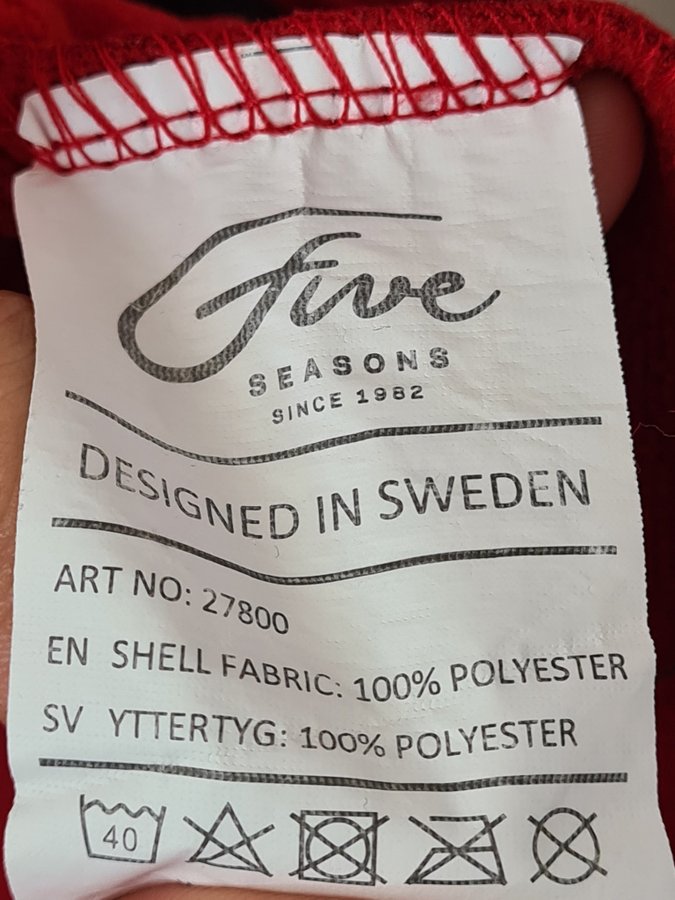 Five
SEASONS
SINCE 1982
DESIGNED IN SWEDEN
ART NO: 27800
EN SHELL FABRIC: 100% POLYESTER
SV YTTERTYG: 100% POLYESTER
40